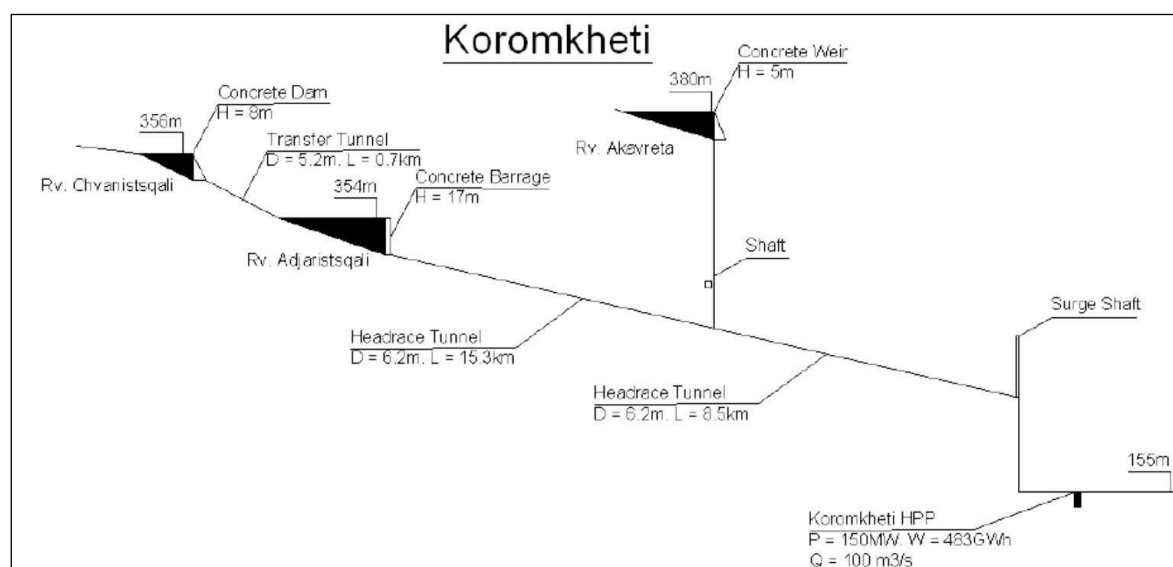 Koromkheti
Concrete Weir
H = 5m
380m
Concrete Dam
H = 8m
356m
Transfer Tunnel
D = 5.2m. L = 0.7km
Rv. Akavreta
Rv. Chvanistsqali
Concrete Barrage
H = 17m
354m
Rv. Adjaristsqali
Shaft
Surge Shaft
Headrace Tunnel
D = 6.2m. L = 15.3km
Headrace Tunnel
D = 6.2m. L = 8.5km
155m
Koromkheti HPP
P = 150MW. W = 483GWh
Q = 100 m3/s